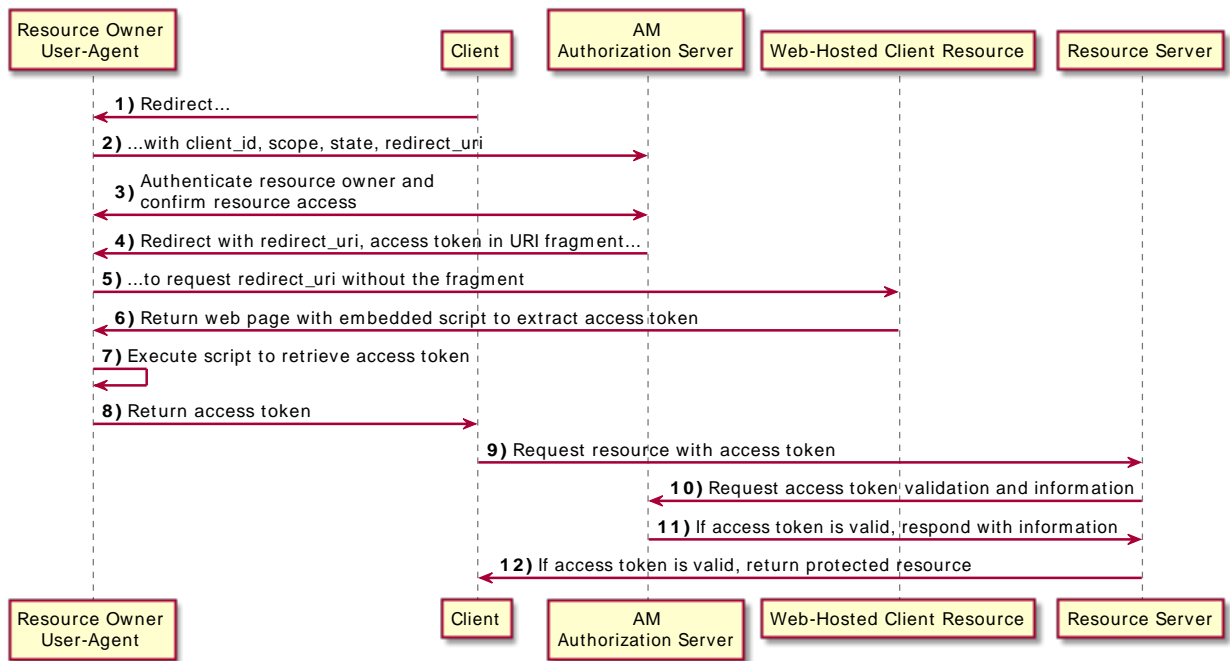 Resource Owner
User-Agent
Client
AM
Authorization Server
Web-Hosted Client Resource
Resource Server
1) Redirect...
2) ...with client_id, scope, state, redirect_uri
3) Authenticate resource owner and
confirm resource access
4) Redirect with redirect_uri, access token in URI fragment...
5) ...to request redirect_uri without the fragment
6) Return web page with embedded script to extract access token
7) Execute script to retrieve access token
8) Return access token
9) Request resource with access token
10) Request access token validation and information
11) If access token is valid, respond with information
12) If access token is valid, return protected resource
Resource Owner
User-Agent
Client
AM
Authorization Server
Web-Hosted Client Resource
Resource Server